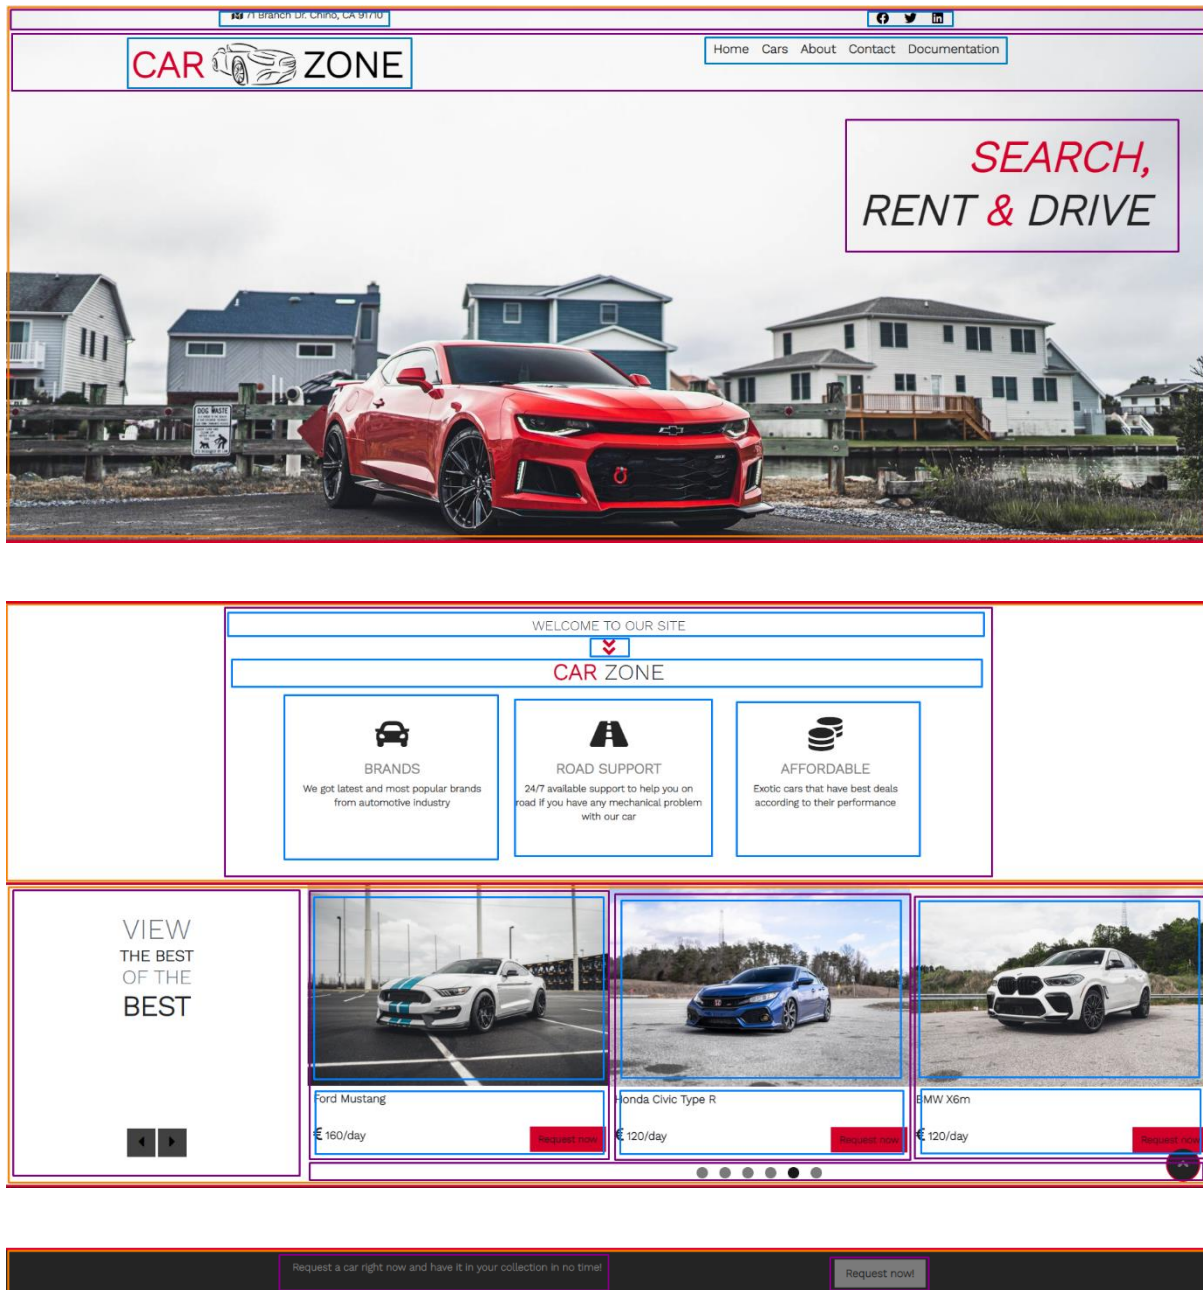 71 Branch Dr. Chino, CA 91710
CAR ZONE
Home Cars About Contact Documentation
SEARCH,
RENT & DRIVE
DOG WASTE
WELCOME TO OUR SITE
CAR ZONE
BRANDS
We got latest and most popular brands
from automotive industry
ROAD SUPPORT
24/7 available support to help you on
road if you have any mechanical problem
with our car
AFFORDABLE
Exotic cars that have best deals
according to their performance
VIEW
THE BEST
OF THE
BEST
Ford Mustang
€ 160/day
Request now
Honda Civic Type R
€ 120/day
Request now
BMW X6m
€ 120/day
Request now
Request a car right now and have it in your collection in no time!
Request now!